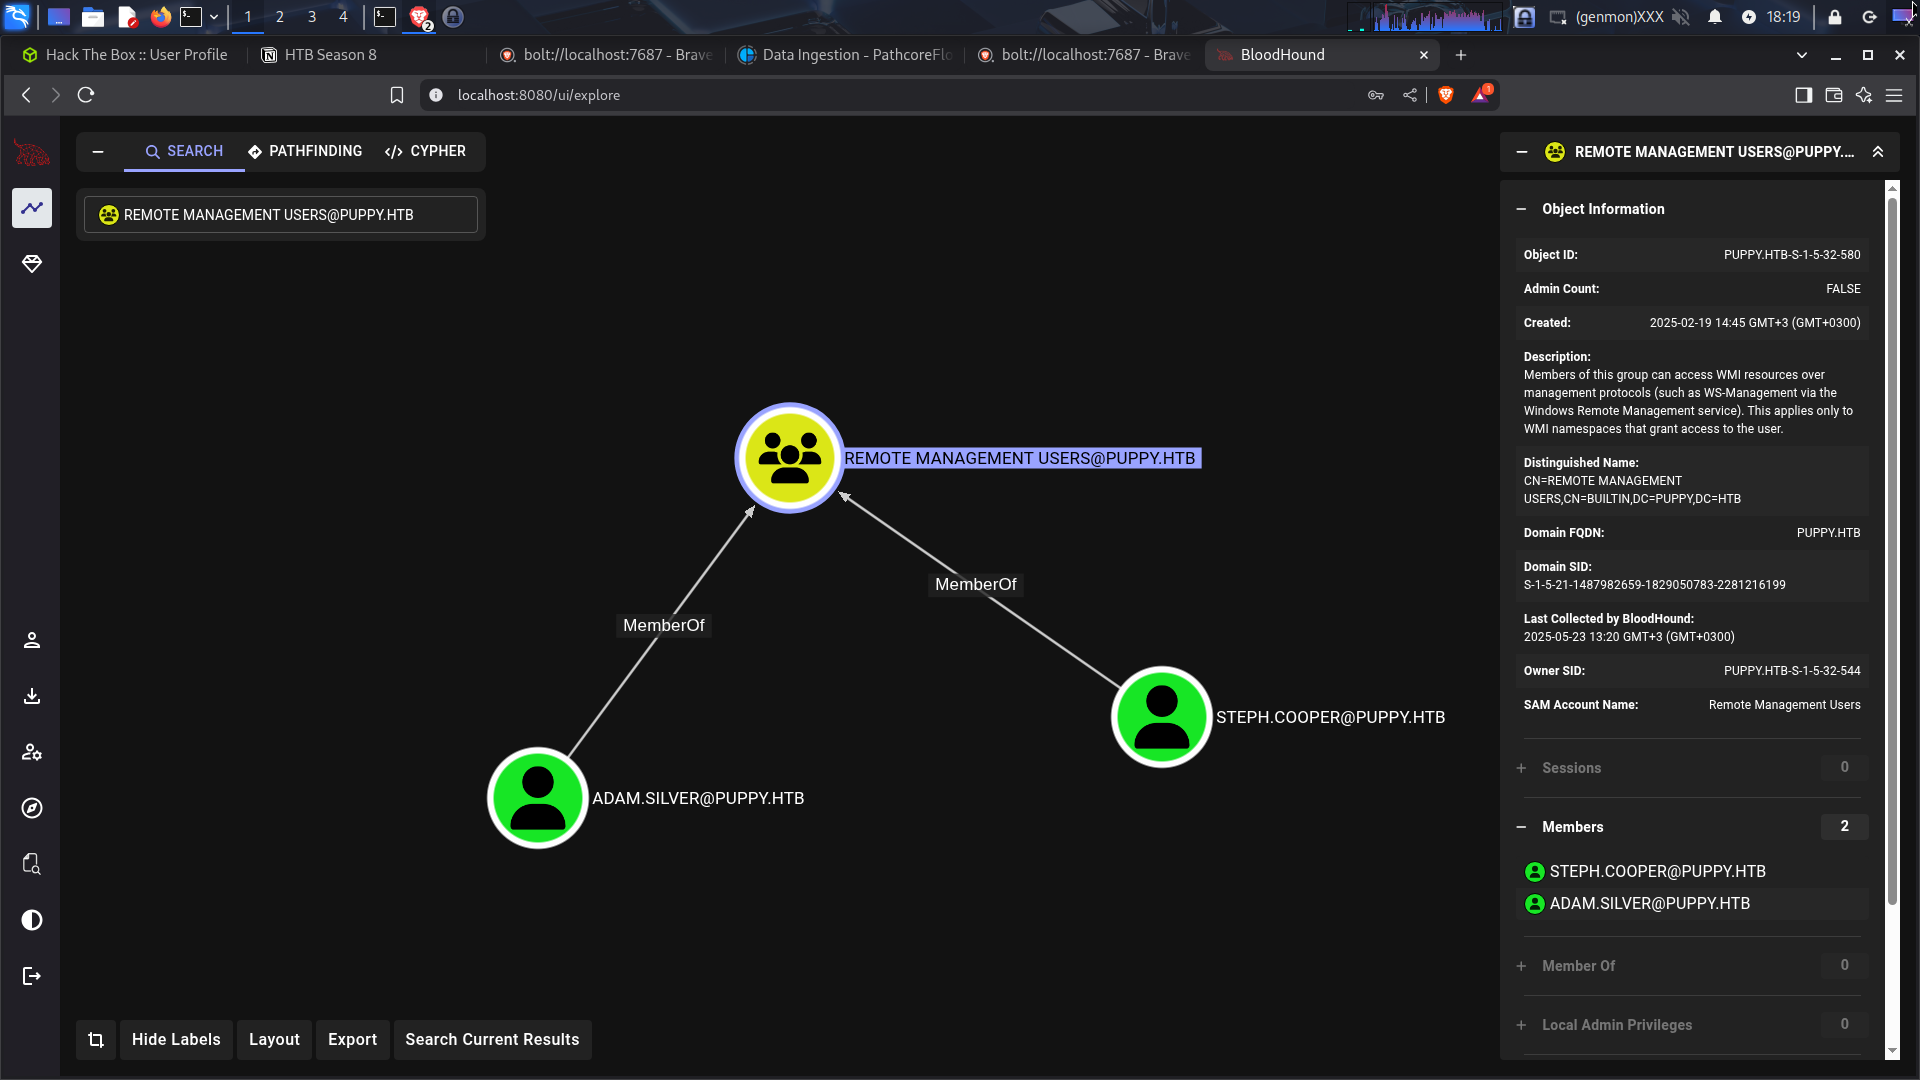 1 2 3 4
2
(genmon)XXX
18:19
Hack The Box :: User Profile
HTB Season 8
bolt://localhost:7687 - Brave
Data Ingestion - PathcoreFlo
bolt://localhost:7687 - Brave
BloodHound
localhost:8080/ui/explore
1
SEARCH
PATHFINDING
CYPHER
REMOTE MANAGEMENT USERS@PUPPY.HTB
REMOTE MANAGEMENT USERS@PUPPY.HTB
MemberOf
MemberOf
STEPH.COOPER@PUPPY.HTB
ADAM.SILVER@PUPPY.HTB
Hide Labels
Layout
Export
Search Current Results
REMOTE MANAGEMENT USERS@PUPPY....
Object Information
Object ID: PUPPY.HTB-S-1-5-32-580
Admin Count: FALSE
Created: 2025-02-19 14:45 GMT+3 (GMT+0300)
Description:
Members of this group can access WMI resources over
management protocols (such as WS-Management via the
Windows Remote Management service). This applies only to
WMI namespaces that grant access to the user.
Distinguished Name:
CN=REMOTE MANAGEMENT
USERS,CN=BUILTIN,DC=PUPPY,DC=HTB
Domain FQDN: PUPPY.HTB
Domain SID:
S-1-5-21-1487982659-1829050783-2281216199
Last Collected by BloodHound:
2025-05-23 13:20 GMT+3 (GMT+0300)
Owner SID: PUPPY.HTB-S-1-5-32-544
SAM Account Name: Remote Management Users
Sessions 0
Members 2
STEPH.COOPER@PUPPY.HTB
ADAM.SILVER@PUPPY.HTB
Member Of 0
Local Admin Privileges 0